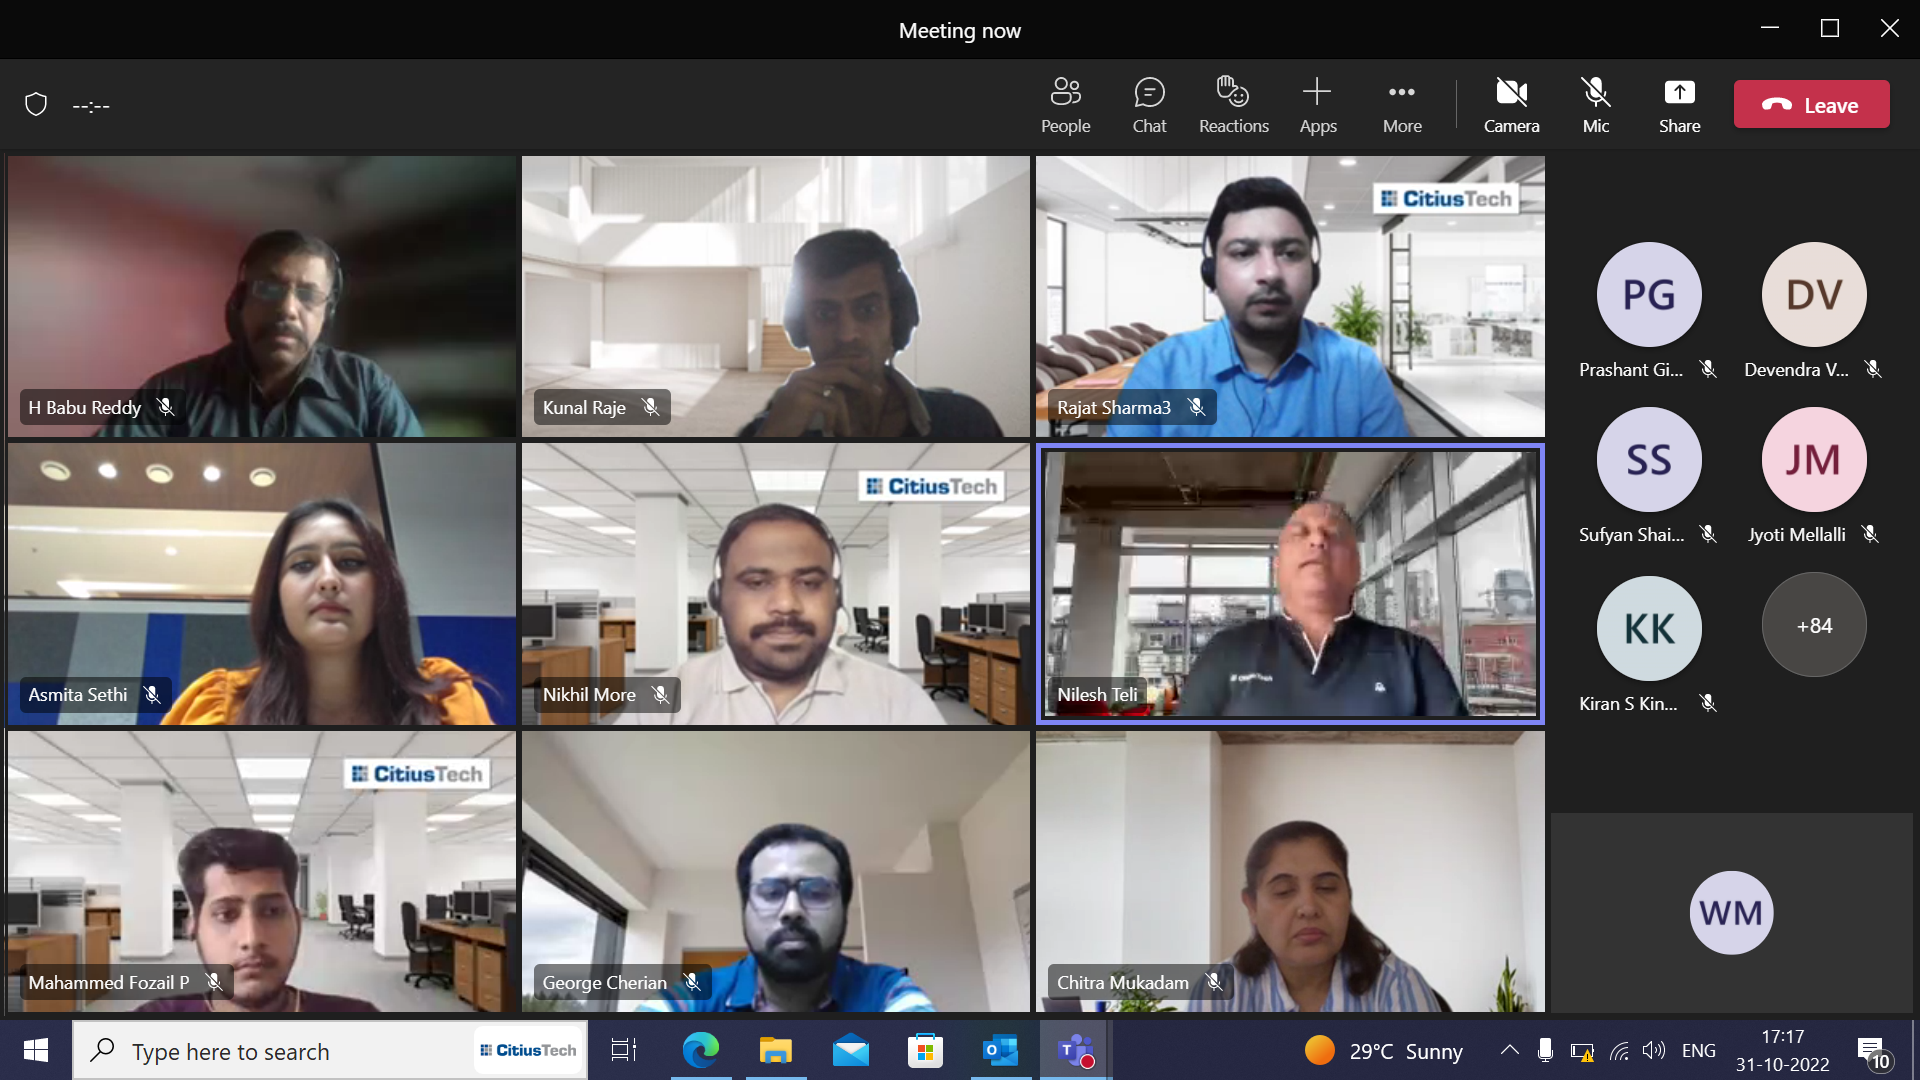 Meeting now
--:--
People
Chat
Reactions
Apps
More
Camera
Mic
Share
Leave
CitiusTech
H Babu Reddy
Kunal Raje
Rajat Sharma3
PG
DV
Prashant Gi...
Devendra V...
CitiusTech
Asmita Sethi
Nikhil More
Nilesh Teli
SS
JM
Sufyan Shai...
Jyoti Mellalli
KK
+84
Kiran S Kin...
CitiusTech
Mahammed Fozail P
George Cherian
Chitra Mukadam
WM
Type here to search
CitiusTech
29°C Sunny
ENG
17:17
31-10-2022
10